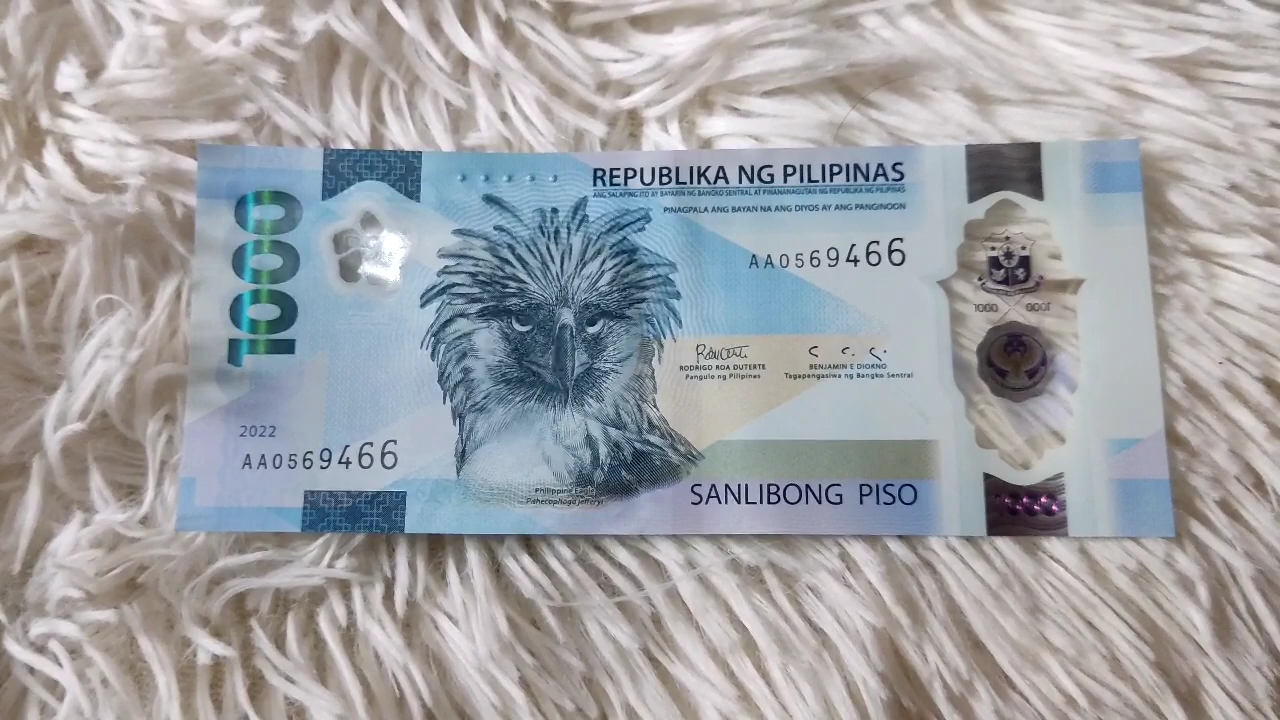 REPUBLIKA NG PILIPINAS
ANG SALAPING ITO AY BAYARIN NG BANGKO SENTRAL AT PINANANAGUTAN NG REPUBLIKA NG PILIPINAS
PINAGPALA ANG BAYAN NA ANG DIYOS AY ANG PANGINOON
1000
AA0569466
1000 1000
RODRIGO ROA DUTERTE
Pangulo ng Pilipinas
BENJAMIN E DIOKNO
Tagapangasiwa ng Bangko Sentral
2022
AA0569466
Philippine Eagle
Pithecophaga jefferyi
SANLIBONG PISO